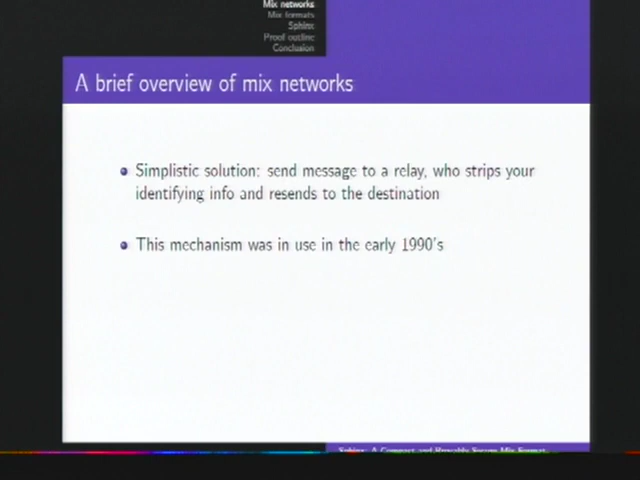 Mix networks
Mix formats
Sphinx
Proof outline
Conclusion
A brief overview of mix networks
Simplistic solution: send message to a relay, who strips your
identifying info and resends to the destination
This mechanism was in use in the early 1990's
Sphinx: A Compact and Provably Secure Mix Format